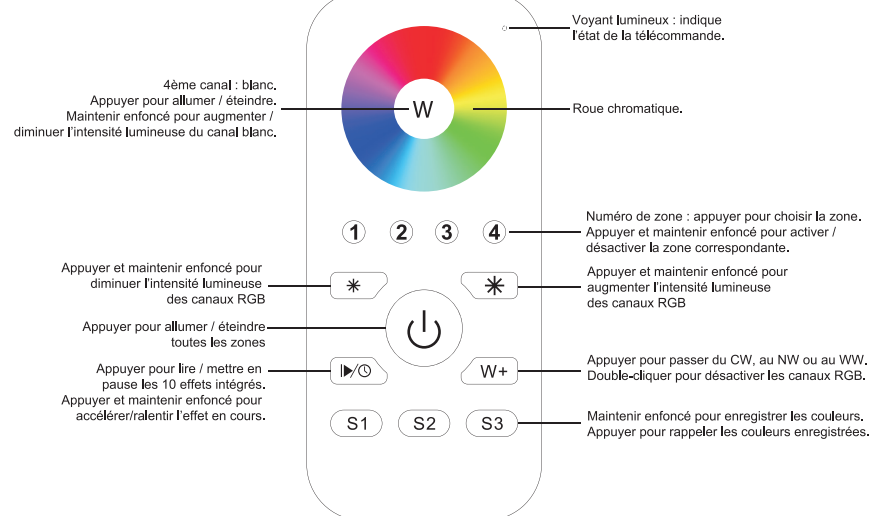 Voyant lumineux : indique
l'état de la télécommande.
4ème canal : blanc.
Appuyer pour allumer / éteindre.
Maintenir enfoncé pour augmenter /
diminuer l'intensité lumineuse du canal blanc.
W
Roue chromatique.
1 2 3 4
Numéro de zone : appuyer pour choisir la zone.
Appuyer et maintenir enfoncé pour activer /
désactiver la zone correspondante.
Appuyer et maintenir enfoncé pour
diminuer l'intensité lumineuse
des canaux RGB
Appuyer et maintenir enfoncé pour
augmenter l'intensité lumineuse
des canaux RGB
Appuyer pour allumer / éteindre
toutes les zones
Appuyer pour lire / mettre en
pause les 10 effets intégrés.
Appuyer et maintenir enfoncé pour
accélérer/ralentir l'effet en cours.
W+
Appuyer pour passer du CW, au NW ou au WW.
Double-cliquer pour désactiver les canaux RGB.
S1 S2 S3
Maintenir enfoncé pour enregistrer les couleurs.
Appuyer pour rappeler les couleurs enregistrées.